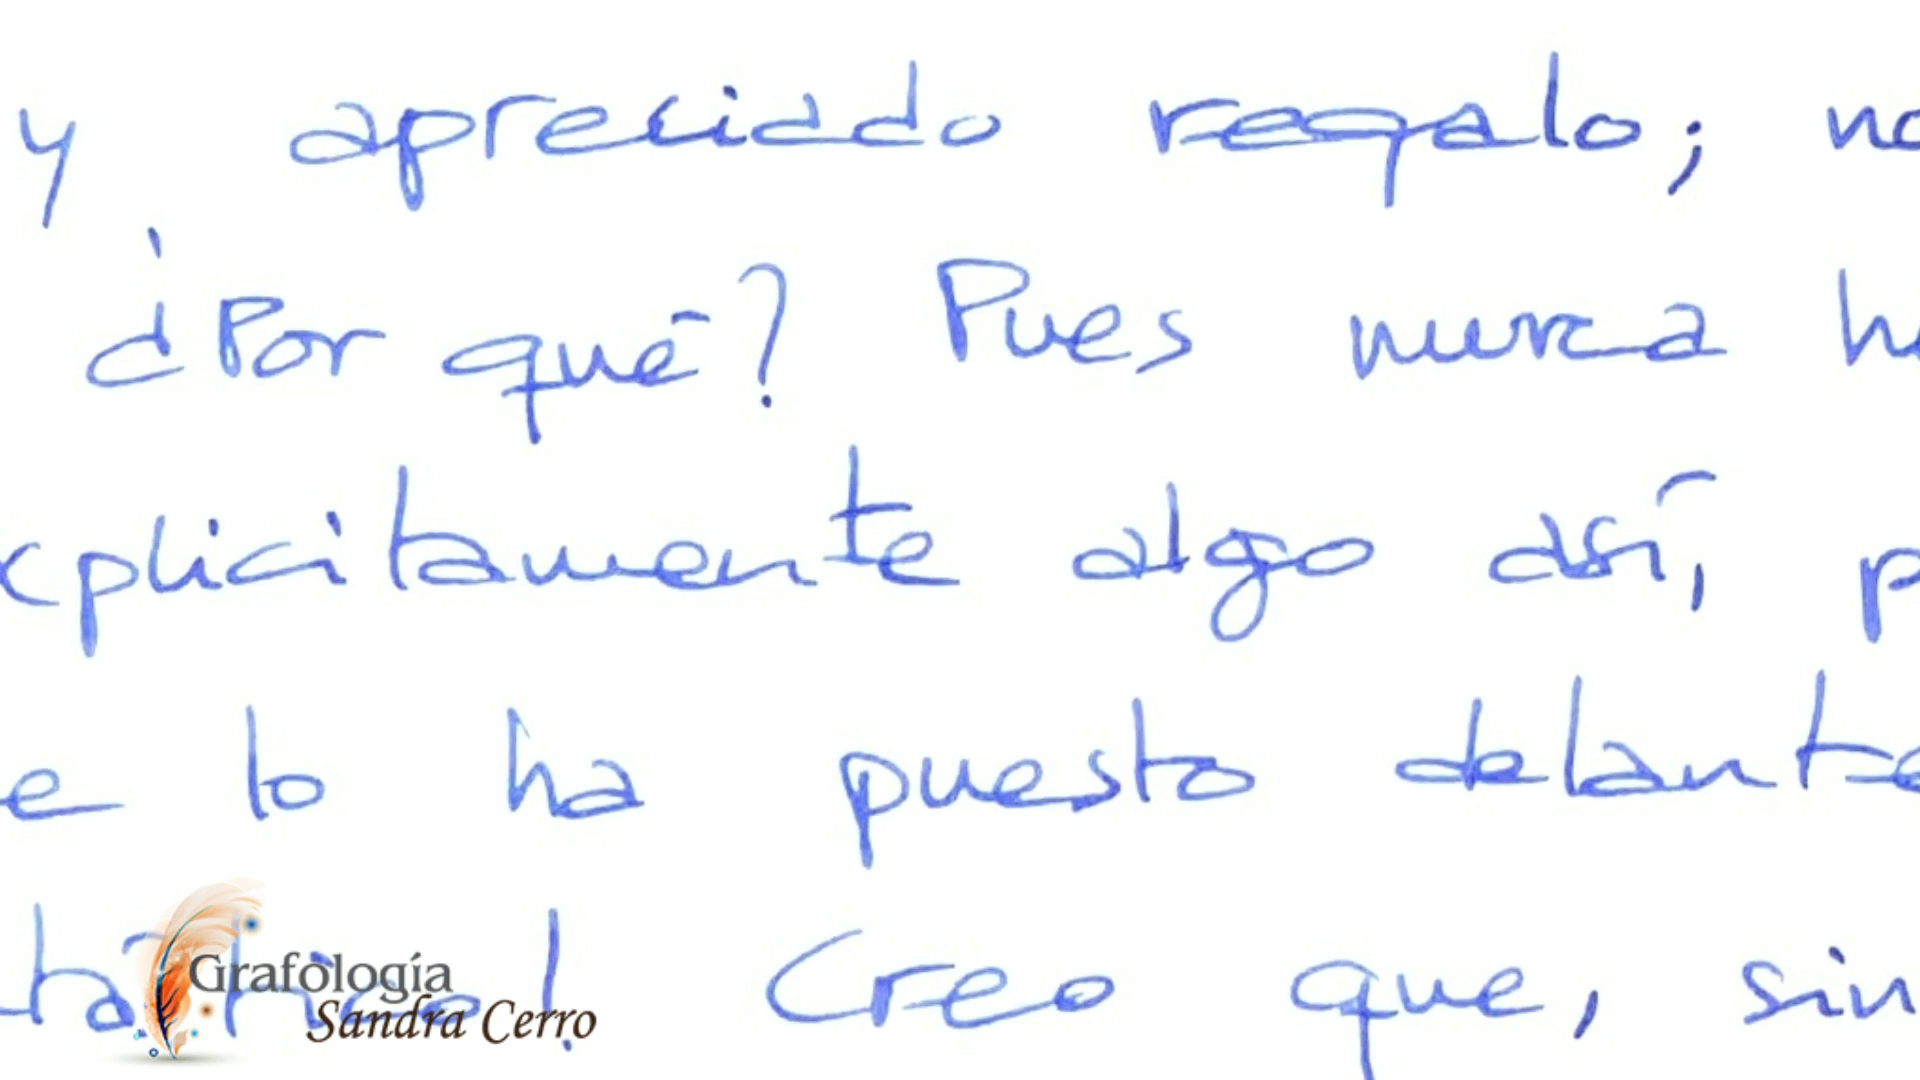 y apreciado regalo; no
¿Por qué? Pues nunca h
xplicitamente algo así, p
e lo ha puesto delante
Creo que, sin
Grafología
Sandra Cerro